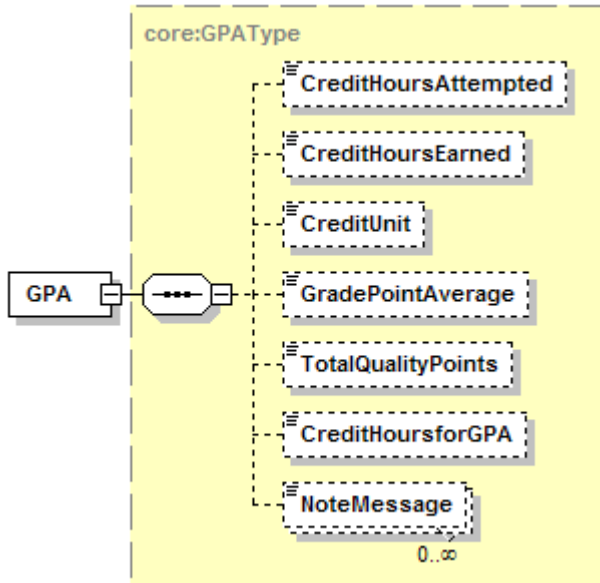 core:GPAType
CreditHoursAttempted
CreditHoursEarned
CreditUnit
GPA
GradePointAverage
TotalQualityPoints
CreditHoursforGPA
NoteMessage
0..∞